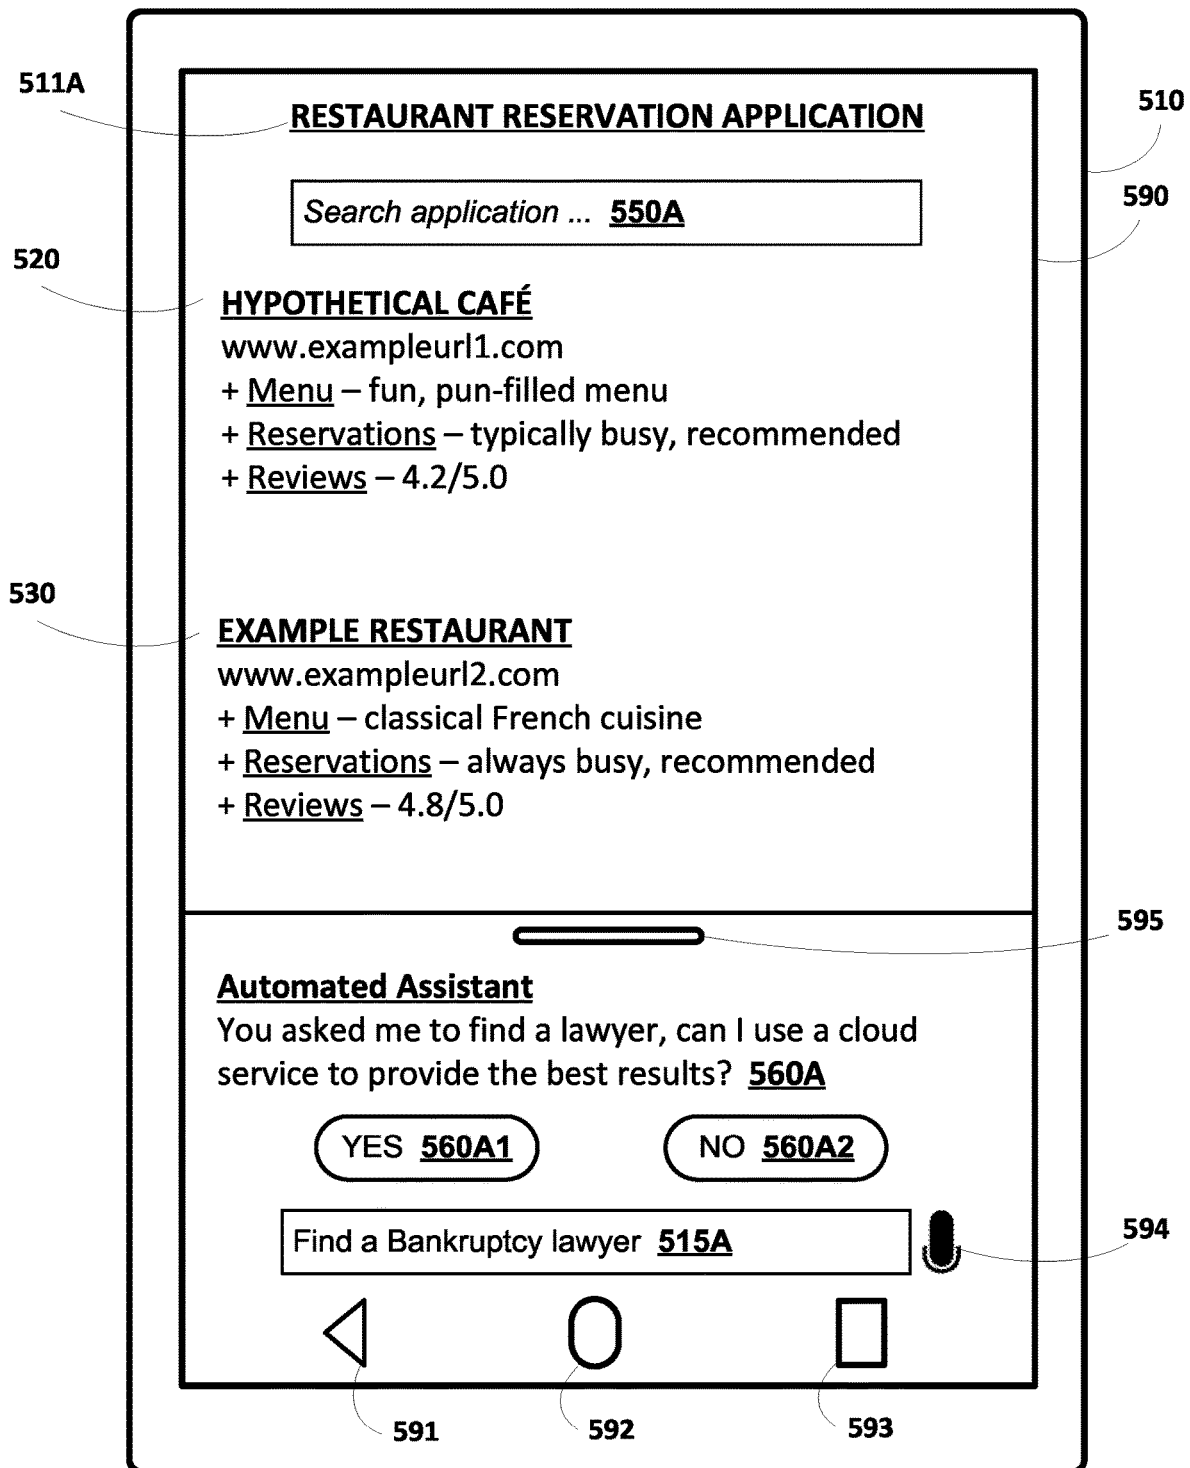 511A
RESTAURANT RESERVATION APPLICATION
510
Search application ... 550A
590
520
HYPOTHETICAL CAFÉ
www.exampleurl1.com
+ Menu – fun, pun-filled menu
+ Reservations – typically busy, recommended
+ Reviews – 4.2/5.0
530
EXAMPLE RESTAURANT
www.exampleurl2.com
+ Menu – classical French cuisine
+ Reservations – always busy, recommended
+ Reviews – 4.8/5.0
595
Automated Assistant
You asked me to find a lawyer, can I use a cloud
service to provide the best results? 560A
YES 560A1 NO 560A2
Find a Bankruptcy lawyer 515A
594
591 592 593